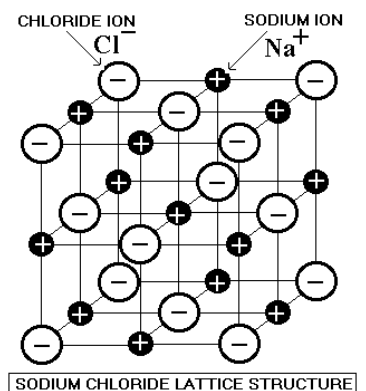 CHLORIDE ION
SODIUM ION
Cl⁻
Na⁺
− + −
+ − +
− + −
+ − +
− + −
+ − +
− + −
+ − +
− + −
SODIUM CHLORIDE LATTICE STRUCTURE